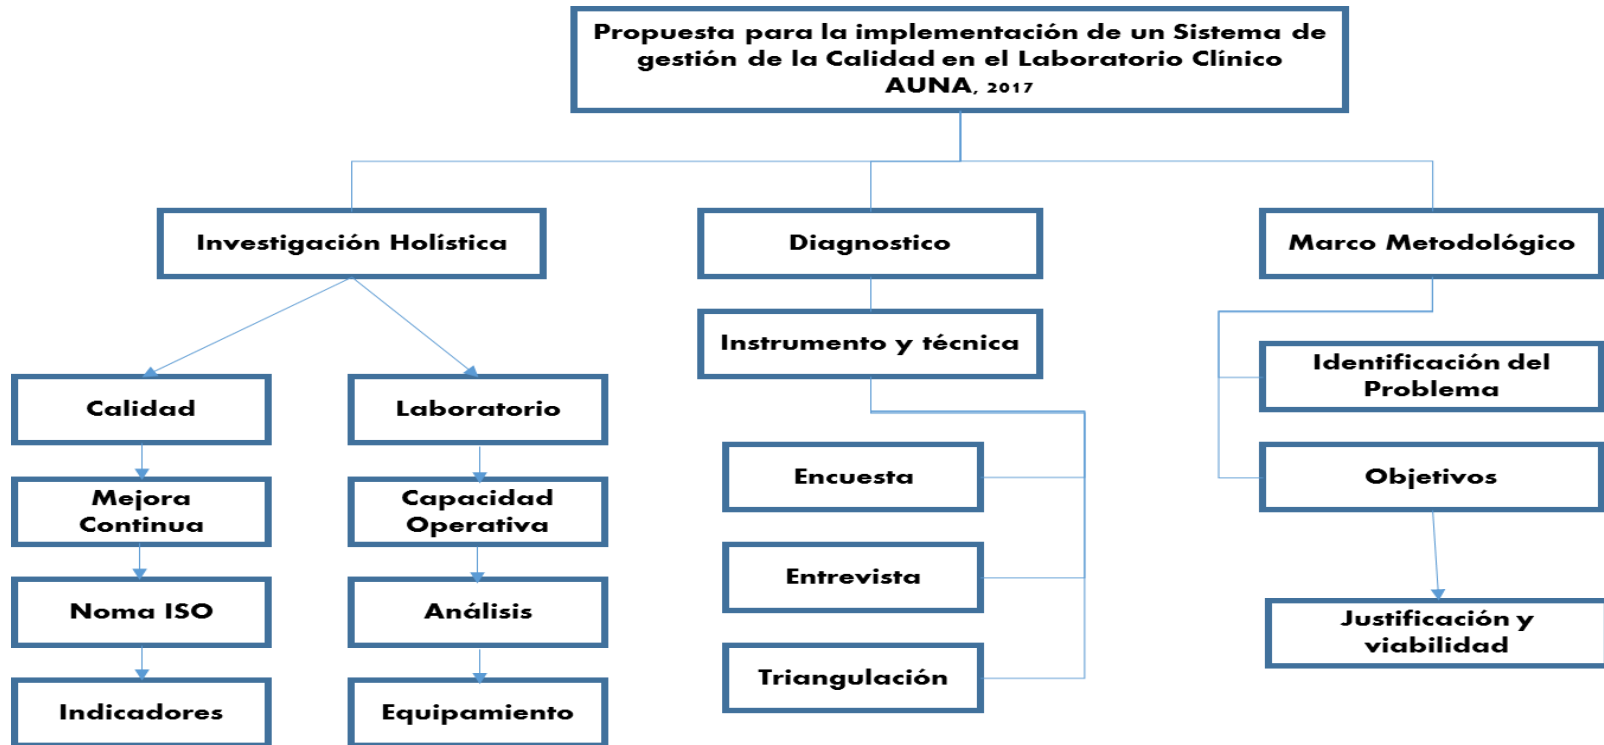 Propuesta para la implementación de un Sistema de
gestión de la Calidad en el Laboratorio Clínico
AUNA, 2017
Investigación Holística
Diagnostico
Marco Metodológico
Instrumento y técnica
Identificación del
Problema
Calidad
Laboratorio
Encuesta
Objetivos
Mejora
Continua
Capacidad
Operativa
Entrevista
Noma ISO
Análisis
Justificación y
viabilidad
Triangulación
Indicadores
Equipamiento